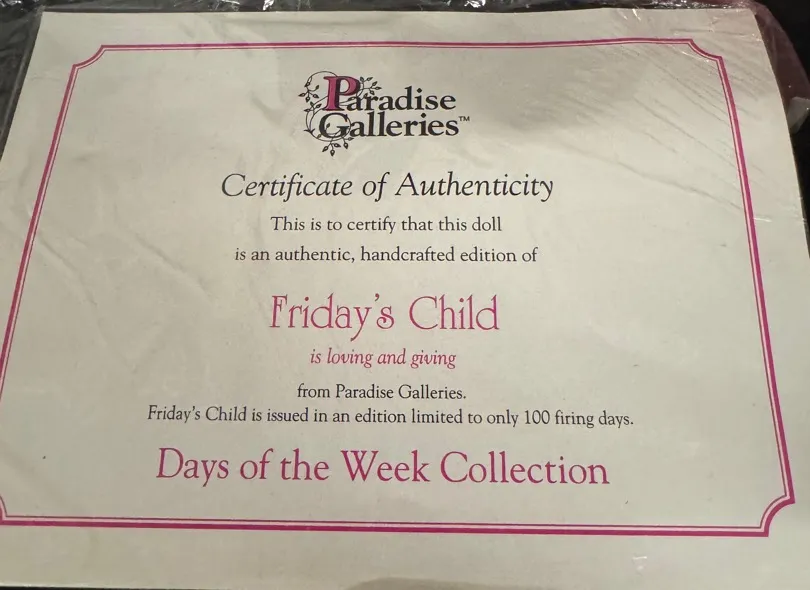 Paradise
Galleries™
Certificate of Authenticity
This is to certify that this doll
is an authentic, handcrafted edition of
Friday's Child
is loving and giving
from Paradise Galleries.
Friday's Child is issued in an edition limited to only 100 firing days.
Days of the Week Collection